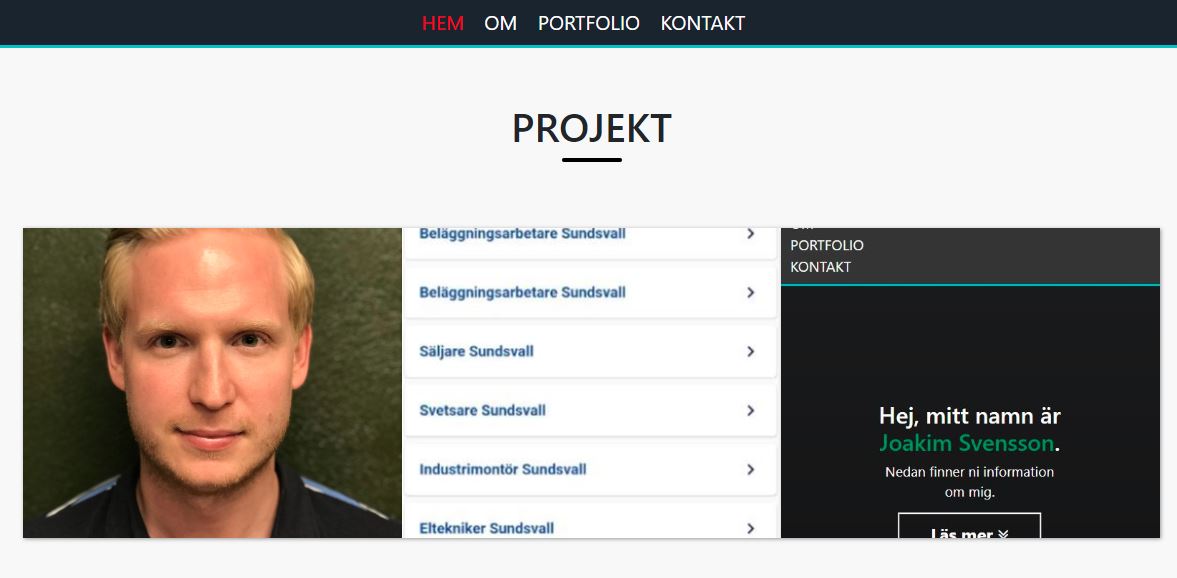 HEM OM PORTFOLIO KONTAKT
PROJEKT
Beläggningsarbetare Sundsvall
Beläggningsarbetare Sundsvall
Säljare Sundsvall
Svetsare Sundsvall
Industrimontör Sundsvall
Eltekniker Sundsvall
PORTFOLIO
KONTAKT
Hej, mitt namn är
Joakim Svensson.
Nedan finner ni information
om mig.
Läs mer